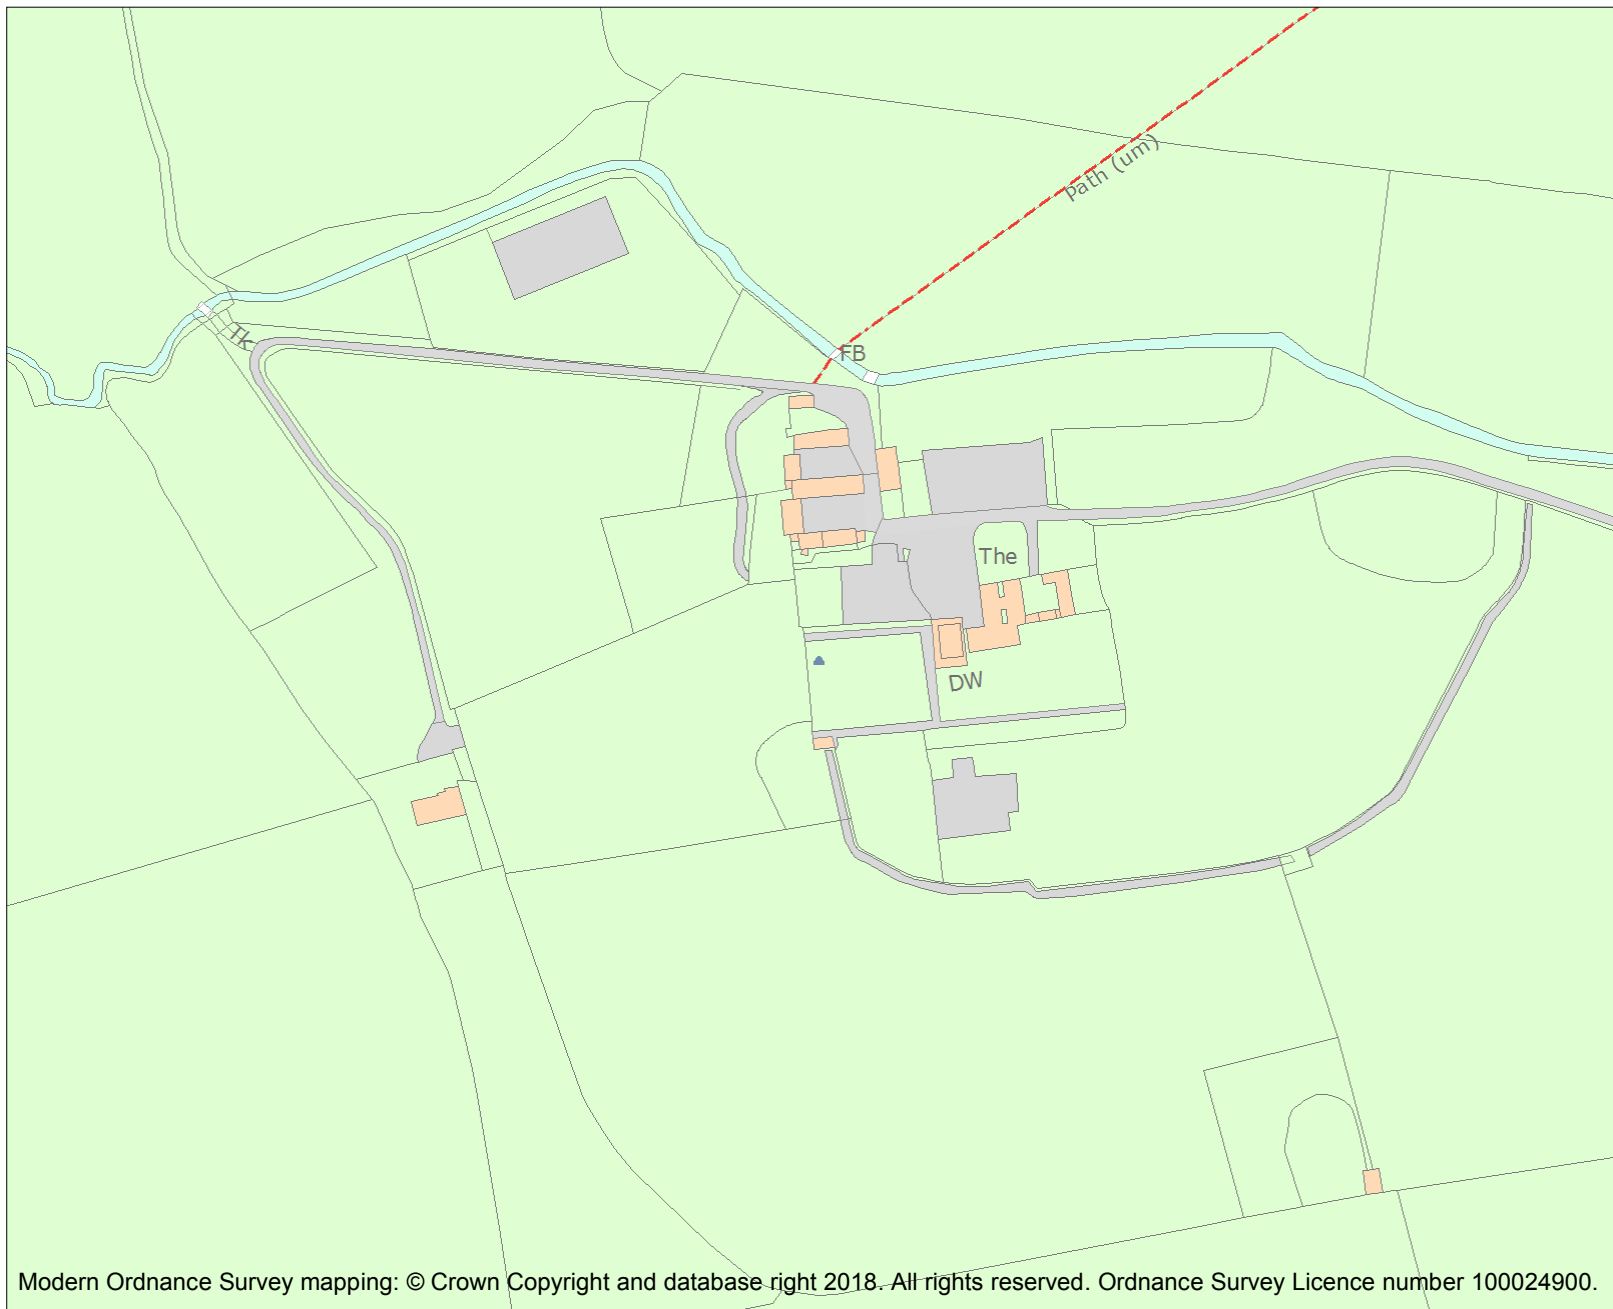 Path (um)
Tk
FB
The
DW
Modern Ordnance Survey mapping: © Crown Copyright and database right 2018. All rights reserved. Ordnance Survey Licence number 100024900.